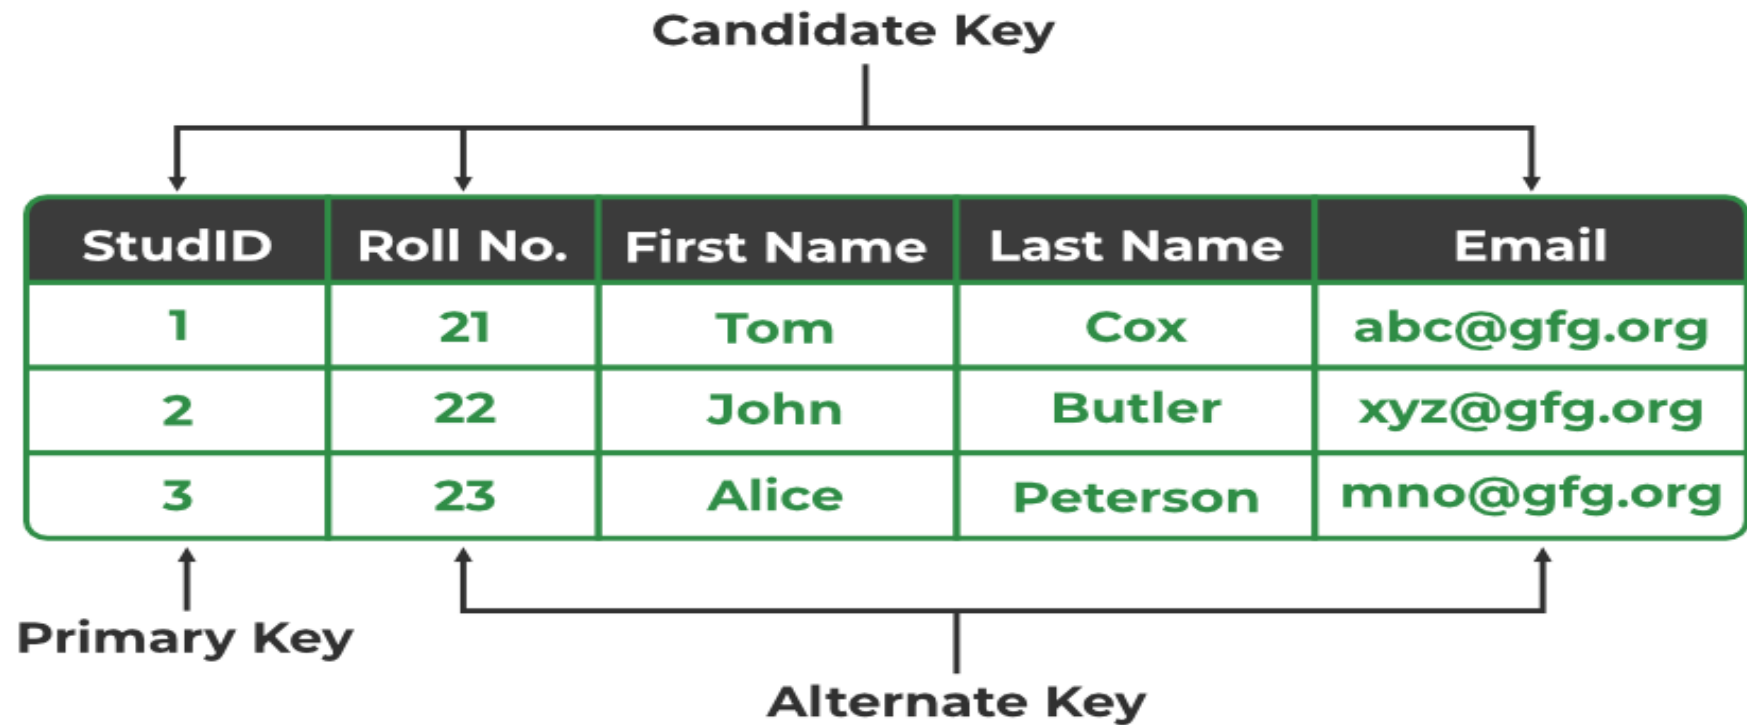 Candidate Key
StudID Roll No. First Name Last Name Email
1 21 Tom Cox abc@gfg.org
2 22 John Butler xyz@gfg.org
3 23 Alice Peterson mno@gfg.org
Primary Key
Alternate Key